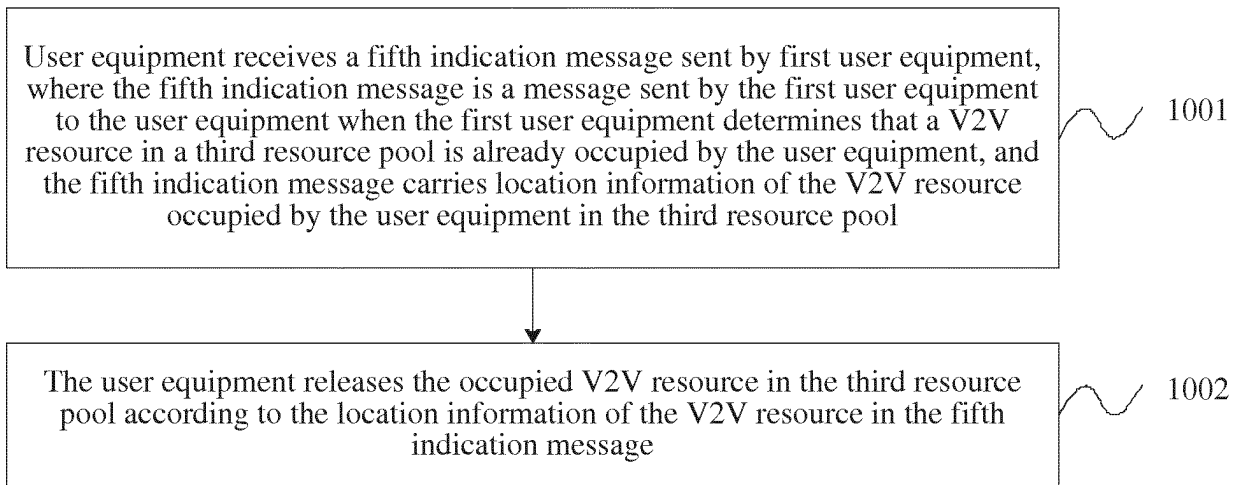 User equipment receives a fifth indication message sent by first user equipment,
where the fifth indication message is a message sent by the first user equipment
to the user equipment when the first user equipment determines that a V2V
resource in a third resource pool is already occupied by the user equipment, and
the fifth indication message carries location information of the V2V resource
occupied by the user equipment in the third resource pool
1001
The user equipment releases the occupied V2V resource in the third resource
pool according to the location information of the V2V resource in the fifth
indication message
1002